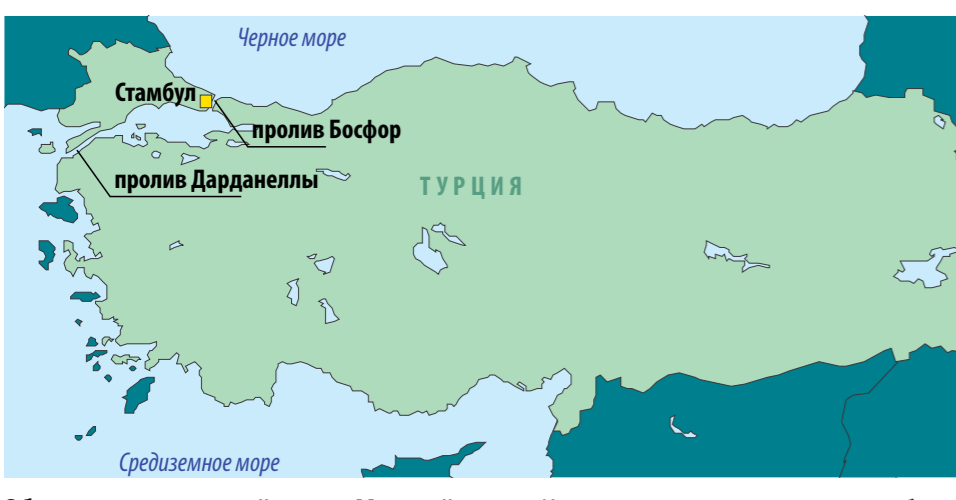 Черное море
Стамбул
пролив Босфор
пролив Дарданеллы
ТУРЦИЯ
Средиземное море